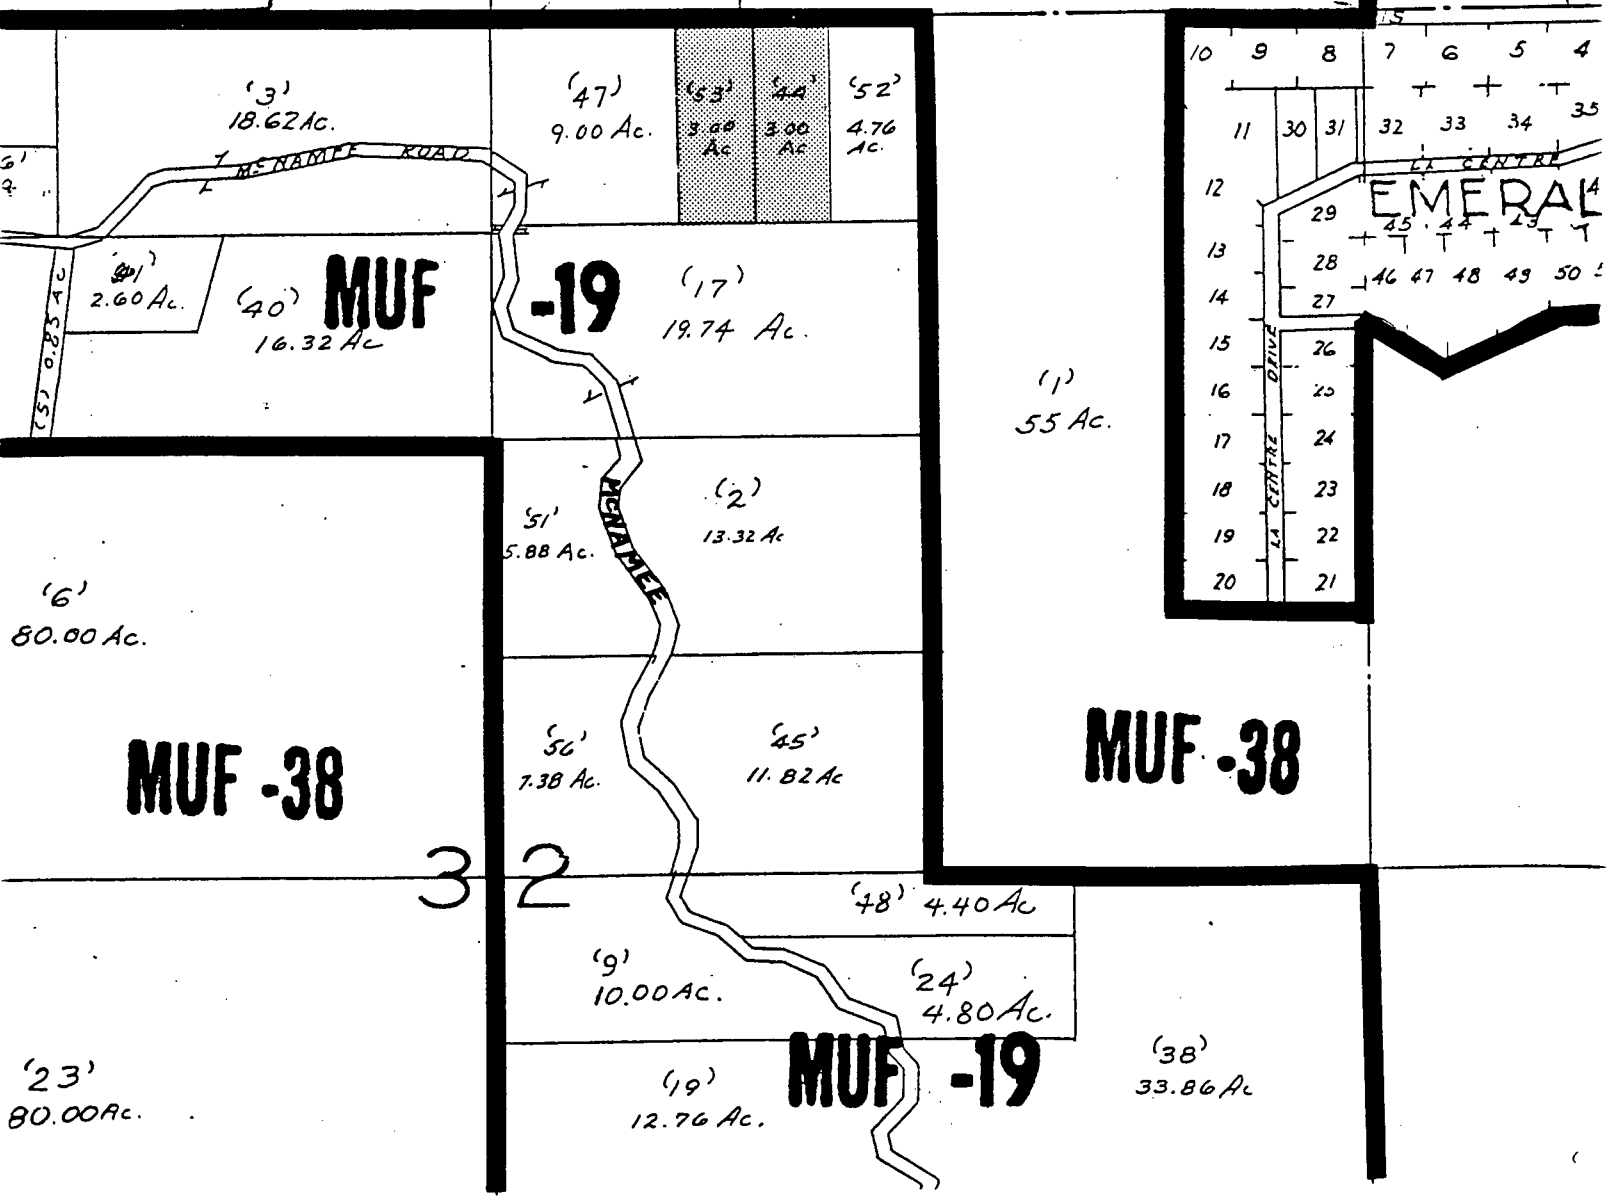 15
10 9 8 7 6 5 4
(3)
18.62 Ac.
(47)
9.00 Ac.
(53)
3.00
Ac
(44)
3.00
Ac
(52)
4.76
Ac.
11 30 31 32 33 34 35
McNAMEE ROAD
LA CENTRE
12
EMERAL
29
45 44 43
13
28
46 47 48 49 50
14
27
2.60 Ac.
(40)
16.32 Ac
MUF -19
(17)
19.74 Ac.
(5) 0.85 AC
15
26
16
25
17
24
18
23
19
22
20
21
LA CENTRE DRIVE
(1)
55 Ac.
(51)
5.88 Ac.
McNAMEE
(2)
13.32 Ac
(6)
80.00 Ac.
(56)
7.38 Ac.
(45)
11.82 Ac
MUF -38
MUF -38
32
(48) 4.40 Ac
(9)
10.00 Ac.
(24)
4.80 Ac.
MUF -19
(23)
80.00 Ac.
(19)
12.76 Ac.
(38)
33.86 Ac